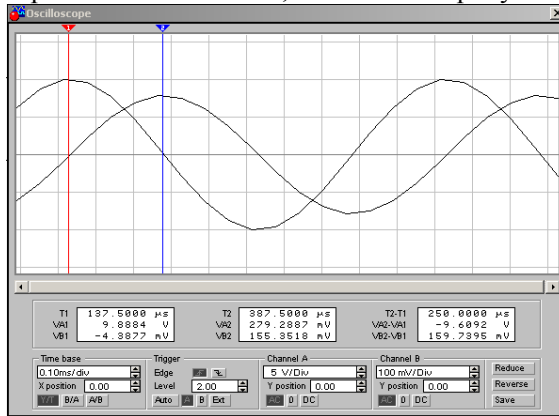 Oscilloscope
1 2
T1 137.5000 µs T2 387.5000 µs T2-T1 250.0000 µs
VA1 9.8884 V VA2 279.2887 mV VA2-VA1 -9.6092 V
VB1 -4.3877 mV VB2 155.3518 mV VB2-VB1 159.7395 mV
Time base Trigger Channel A Channel B
0.10ms/div Edge 5 V/Div 100 mV/Div Reduce
X position 0.00 Level 2.00 Y position 0.00 Y position 0.00 Reverse
Y/T B/A A/B Auto A B Ext AC 0 DC AC 0 DC Save